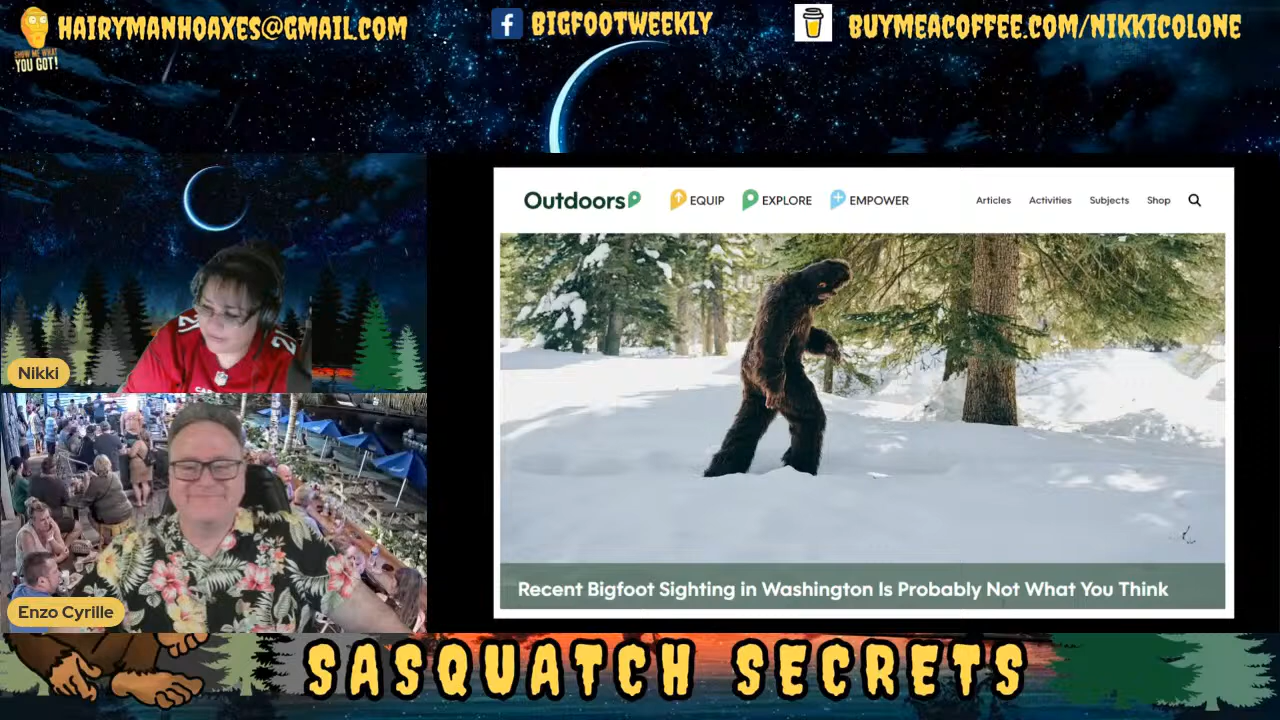 HAIRYMANHOAXES@GMAIL.COM
BIGFOOTWEEKLY
BUYMEACOFFEE.COM/NIKKICOLONE
SHOW ME WHAT
YOU GOT!
Outdoors
EQUIP
EXPLORE
EMPOWER
Articles
Activities
Subjects
Shop
Nikki
Enzo Cyrille
Recent Bigfoot Sighting in Washington Is Probably Not What You Think
SASQUATCH SECRETS